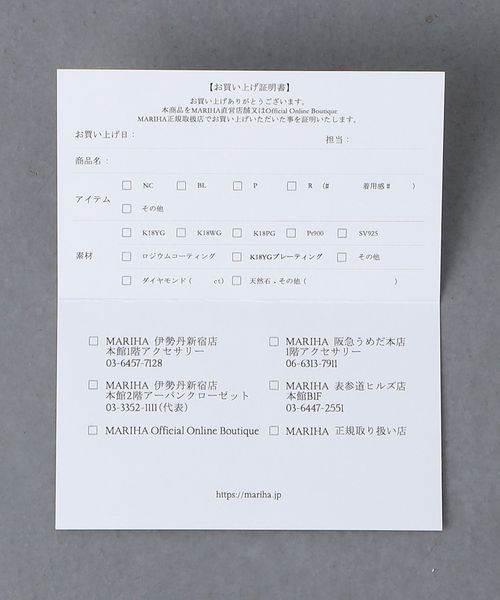 【お買い上げ証明書】
お買い上げありがとうございます。
本商品をMARIHA直営店舗又はOfficial Online Boutique
MARIHA正規取扱店でお買い上げいただいた事を証明いたします。
お買い上げ日： 担当：
商品名：
アイテム □ NC □ BL □ P □ R (# 着用感# )
□ その他
素材 □ K18YG □ K18WG □ K18PG □ Pt900 □ SV925
□ ロジウムコーティング □ K18YGプレーティング □ その他
□ ダイヤモンド ( ct) □ 天然石・その他 ( )
□ MARIHA 伊勢丹新宿店
本館1階アクセサリー
03-6457-7128
□ MARIHA 阪急うめだ本店
1階アクセサリー
06-6313-7911
□ MARIHA 伊勢丹新宿店
本館2階アーバンクローゼット
03-3352-1111 (代表)
□ MARIHA 表参道ヒルズ店
本館B1F
03-6447-2551
□ MARIHA Official Online Boutique
□ MARIHA 正規取り扱い店
https://mariha.jp